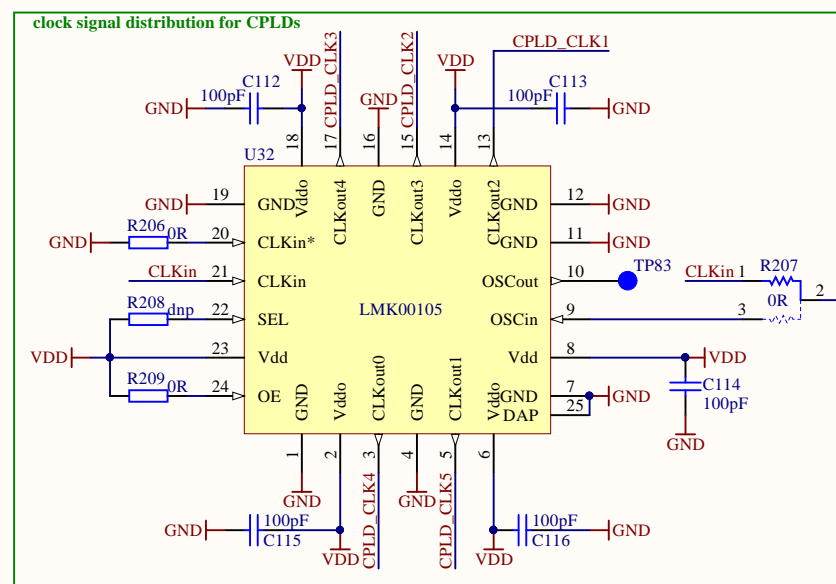 clock signal distribution for CPLDs
VDD
CPLD_CLK3
CPLD_CLK2
VDD
CPLD_CLK1
C112
100pF
GND
GND
C113
100pF
GND
18
17
16
15
14
13
U32
Vddo
CLKout4
GND
CLKout3
Vddo
CLKout2
GND 19 GND
GND 12 GND
R206
GND 0R 20 CLKin*
GND 11 GND
CLKin 21 CLKin
OSCout 10 TP83
CLKin 1 R207
0R 2
R208 dnp 22 SEL
LMK00105
OSCin 9 3
VDD 23 Vdd
Vdd 8 VDD
R209 0R 24 OE
GND 7 GND
DAP 25
C114
100pF
GND
GND
Vddo
CLKout0
GND
CLKout1
Vddo
1
2
3
4
5
6
GND
CPLD_CLK4
GND
CPLD_CLK5
GND
100pF
C115
VDD
100pF
C116
GND
VDD